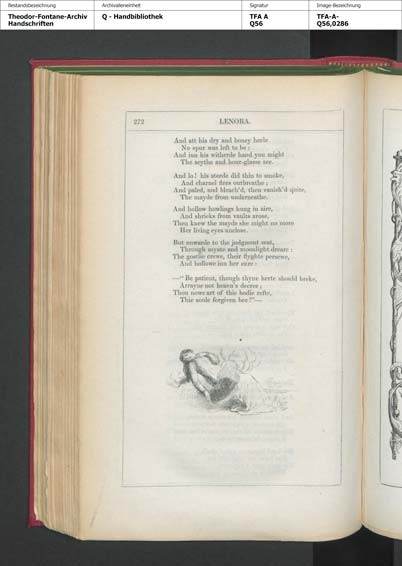 Bestandsbezeichnung
Archivalieneinheit
Signatur
Image-Bezeichnung
Theodor-Fontane-Archiv
Handschriften
Q - Handbibliothek
TFA A
Q56
TFA-A-
Q56,0286
272
LENORA.
And att his dry and boney heele
No spur was left to be:
And inn his witherde hand you might
The scythe and hour-glasse see.
And lo! his steede did thin to smoke,
And charnel fires outbreathe;
And paled, and bleach'd, then vanish'd quite,
The mayde from underneathe.
And hollow howlings hung in aire,
And shrieks from vaults arose,
Then knew the mayde she might no more
Her living eyes unclose.
But onwarde to the judgment seat,
Through myste and moonlight dreare:
The gostlie crewe, their flyghte persewe,
And hollowe inn her eare:
—"Be patient, though thyne herte should breke,
Arrayne not heaven's decree;
Thou nowe art of thie bodie refte,
Thie soule forgiven bee!"—